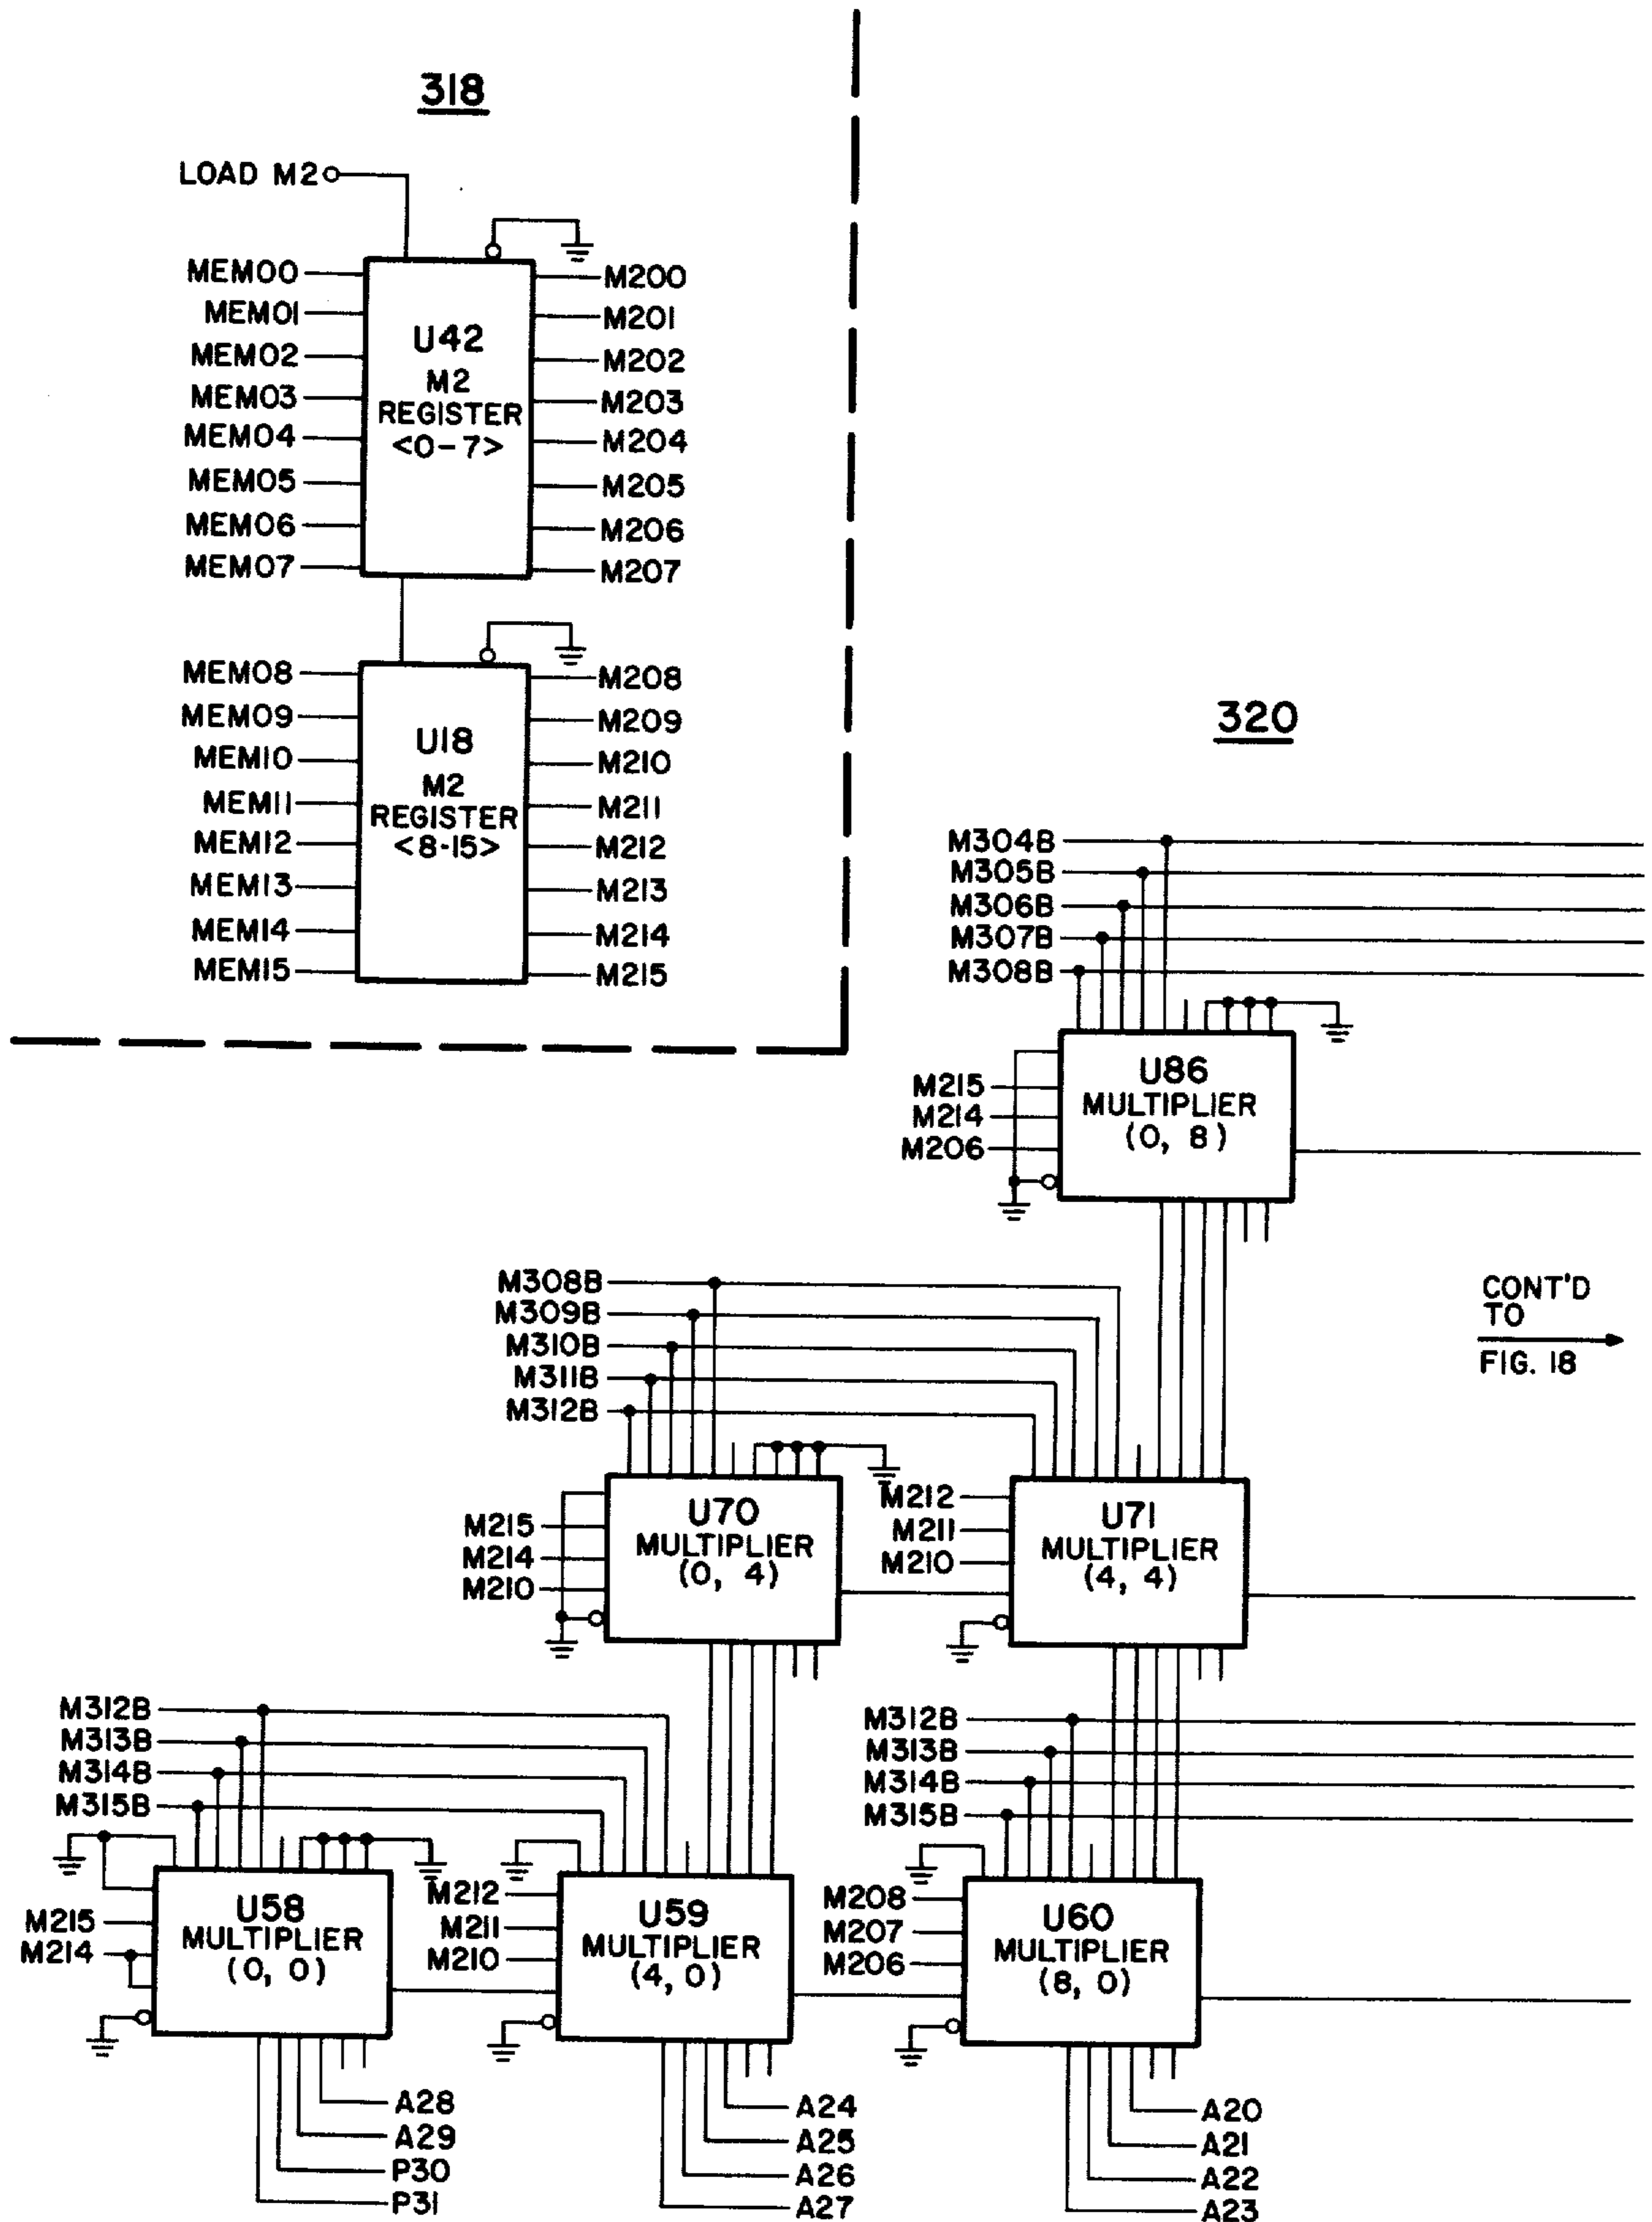 318
LOAD M2
MEM00
MEM01
MEM02
MEM03
MEM04
MEM05
MEM06
MEM07
U42
M2
REGISTER
<0-7>
M200
M201
M202
M203
M204
M205
M206
M207
MEM08
MEM09
MEM10
MEM11
MEM12
MEM13
MEM14
MEM15
U18
M2
REGISTER
<8-15>
M208
M209
M210
M211
M212
M213
M214
M215
320
M304B
M305B
M306B
M307B
M308B
M215
M214
M206
U86
MULTIPLIER
(0, 8)
M308B
M309B
M310B
M311B
M312B
CONT'D
TO
FIG. 18
M215
M214
M210
U70
MULTIPLIER
(0, 4)
M212
M211
M210
U71
MULTIPLIER
(4, 4)
M312B
M313B
M314B
M315B
M312B
M313B
M314B
M315B
M215
M214
U58
MULTIPLIER
(0, 0)
M212
M211
M210
U59
MULTIPLIER
(4, 0)
M208
M207
M206
U60
MULTIPLIER
(8, 0)
A28
A29
P30
P31
A24
A25
A26
A27
A20
A21
A22
A23